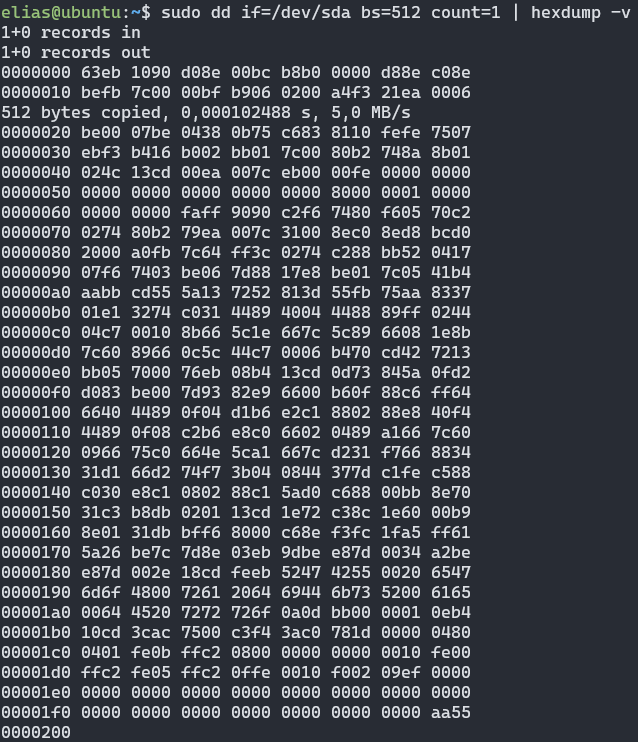 elias@ubuntu:~$ sudo dd if=/dev/sda bs=512 count=1 | hexdump -v
1+0 records in
1+0 records out
0000000 63eb 1090 d08e 00bc b8b0 0000 d88e c08e
0000010 befb 7c00 00bf b906 0200 a4f3 21ea 0006
512 bytes copied, 0,000102488 s, 5,0 MB/s
0000020 be00 07be 0438 0b75 c683 8110 fefe 7507
0000030 ebf3 b416 b002 bb01 7c00 80b2 748a 8b01
0000040 024c 13cd 00ea 007c eb00 00fe 0000 0000
0000050 0000 0000 0000 0000 0000 8000 0001 0000
0000060 0000 0000 faff 9090 c2f6 7480 f605 70c2
0000070 0274 80b2 79ea 007c 3100 8ec0 8ed8 bcd0
0000080 2000 a0fb 7c64 ff3c 0274 c288 bb52 0417
0000090 07f6 7403 be06 7d88 17e8 be01 7c05 41b4
00000a0 aabb cd55 5a13 7252 813d 55fb 75aa 8337
00000b0 01e1 3274 c031 4489 4004 4488 89ff 0244
00000c0 04c7 0010 8b66 5c1e 667c 5c89 6608 1e8b
00000d0 7c60 8966 0c5c 44c7 0006 b470 cd42 7213
00000e0 bb05 7000 76eb 08b4 13cd 0d73 845a 0fd2
00000f0 d083 be00 7d93 82e9 6600 b60f 88c6 ff64
0000100 6640 4489 0f04 d1b6 e2c1 8802 88e8 40f4
0000110 4489 0f08 c2b6 e8c0 6602 0489 a166 7c60
0000120 0966 75c0 664e 5ca1 667c d231 f766 8834
0000130 31d1 66d2 74f7 3b04 0844 377d c1fe c588
0000140 c030 e8c1 0802 88c1 5ad0 c688 00bb 8e70
0000150 31c3 b8db 0201 13cd 1e72 c38c 1e60 00b9
0000160 8e01 31db bff6 8000 c68e f3fc 1fa5 ff61
0000170 5a26 be7c 7d8e 03eb 9dbe e87d 0034 a2be
0000180 e87d 002e 18cd feeb 5247 4255 0020 6547
0000190 6d6f 4800 7261 2064 6944 6b73 5200 6165
00001a0 0064 4520 7272 726f 0a0d bb00 0001 0eb4
00001b0 10cd 3cac 7500 c3f4 3ac0 781d 0000 0480
00001c0 0401 fe0b ffc2 0800 0000 0000 0010 fe00
00001d0 ffc2 fe05 ffc2 0ffe 0010 f002 09ef 0000
00001e0 0000 0000 0000 0000 0000 0000 0000 0000
00001f0 0000 0000 0000 0000 0000 0000 0000 aa55
0000200